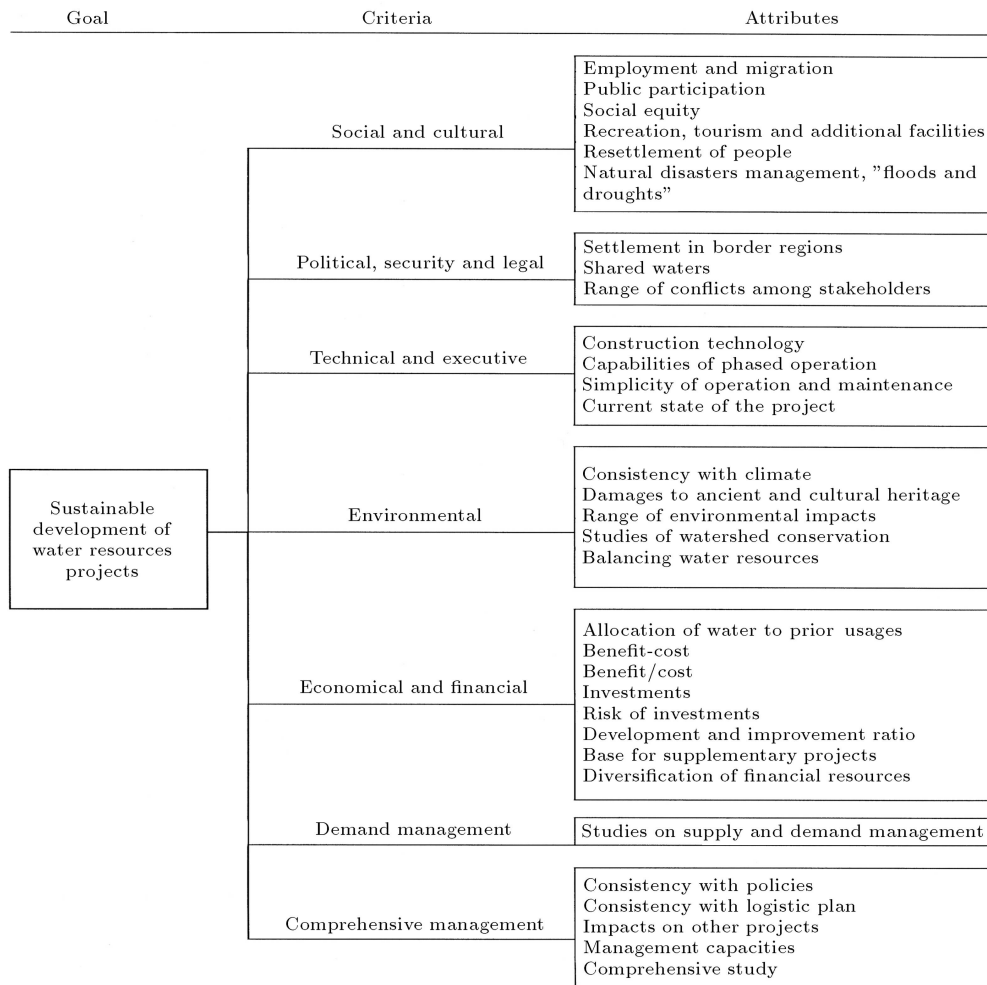 Goal Criteria Attributes
Social and cultural
Employment and migration
Public participation
Social equity
Recreation, tourism and additional facilities
Resettlement of people
Natural disasters management, ”floods and
droughts”
Political, security and legal
Settlement in border regions
Shared waters
Range of conflicts among stakeholders
Technical and executive
Construction technology
Capabilities of phased operation
Simplicity of operation and maintenance
Current state of the project
Sustainable
development of
water resources
projects
Environmental
Consistency with climate
Damages to ancient and cultural heritage
Range of environmental impacts
Studies of watershed conservation
Balancing water resources
Economical and financial
Allocation of water to prior usages
Benefit-cost
Benefit/cost
Investments
Risk of investments
Development and improvement ratio
Base for supplementary projects
Diversification of financial resources
Demand management
Studies on supply and demand management
Comprehensive management
Consistency with policies
Consistency with logistic plan
Impacts on other projects
Management capacities
Comprehensive study